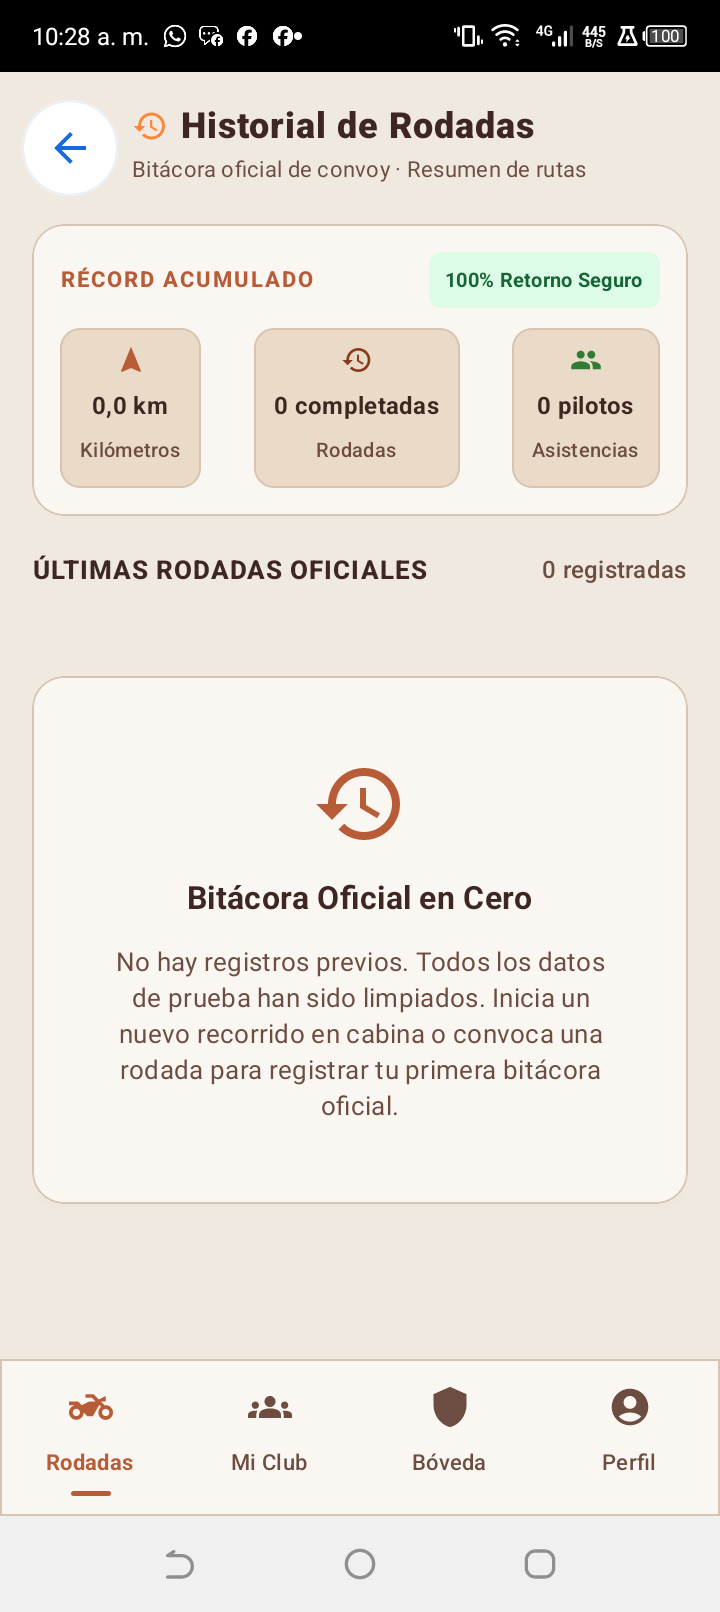 10:28 a. m.
4G
445
B/S
100
Historial de Rodadas
Bitácora oficial de convoy · Resumen de rutas
RÉCORD ACUMULADO
100% Retorno Seguro
0,0 km
Kilómetros
0 completadas
Rodadas
0 pilotos
Asistencias
ÚLTIMAS RODADAS OFICIALES
0 registradas
Bitácora Oficial en Cero
No hay registros previos. Todos los datos
de prueba han sido limpiados. Inicia un
nuevo recorrido en cabina o convoca una
rodada para registrar tu primera bitácora
oficial.
Rodadas
Mi Club
Bóveda
Perfil